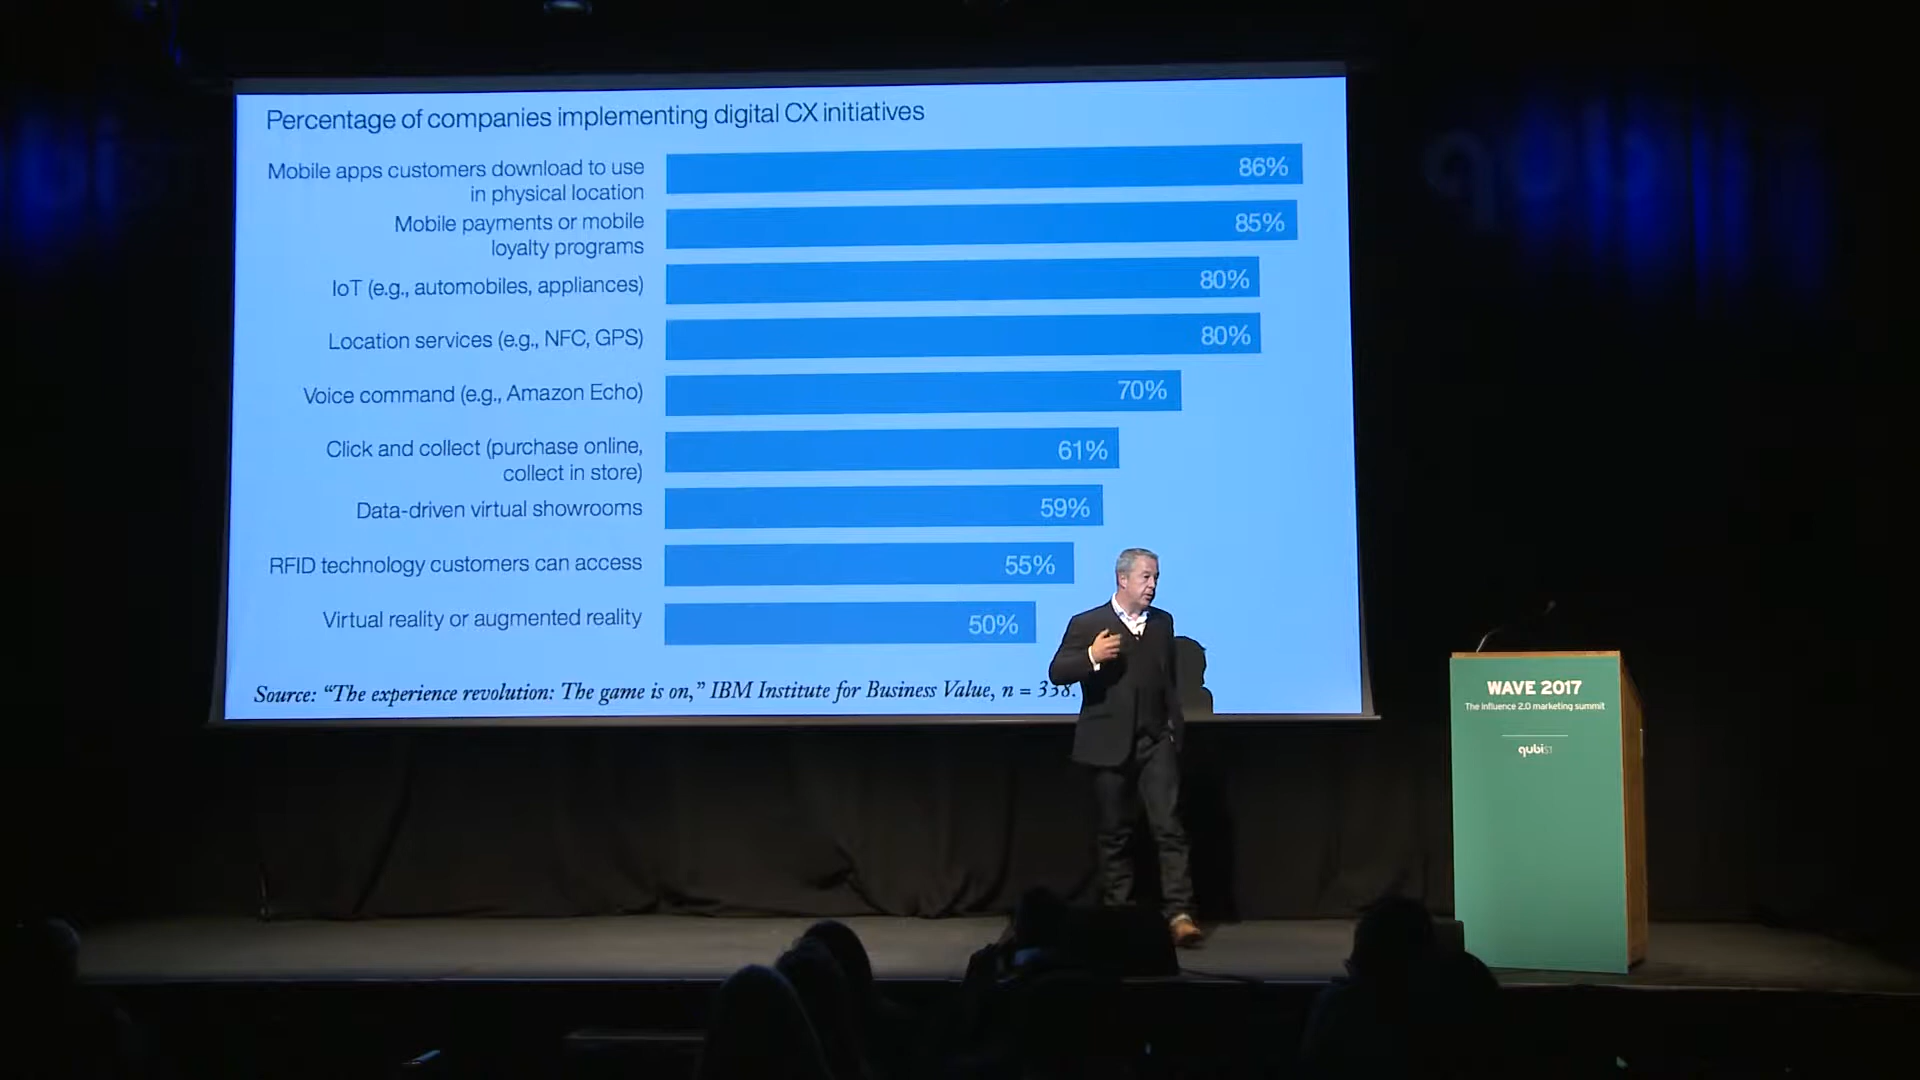 Percentage of companies implementing digital CX initiatives
Mobile apps customers download to use
in physical location
86%
Mobile payments or mobile
loyalty programs
85%
IoT (e.g., automobiles, appliances)
80%
Location services (e.g., NFC, GPS)
80%
Voice command (e.g., Amazon Echo)
70%
Click and collect (purchase online,
collect in store)
61%
Data-driven virtual showrooms
59%
RFID technology customers can access
55%
Virtual reality or augmented reality
50%
Source: “The experience revolution: The game is on,” IBM Institute for Business Value, n =
WAVE 2017
The Influence 2.0 marketing summit
qubist